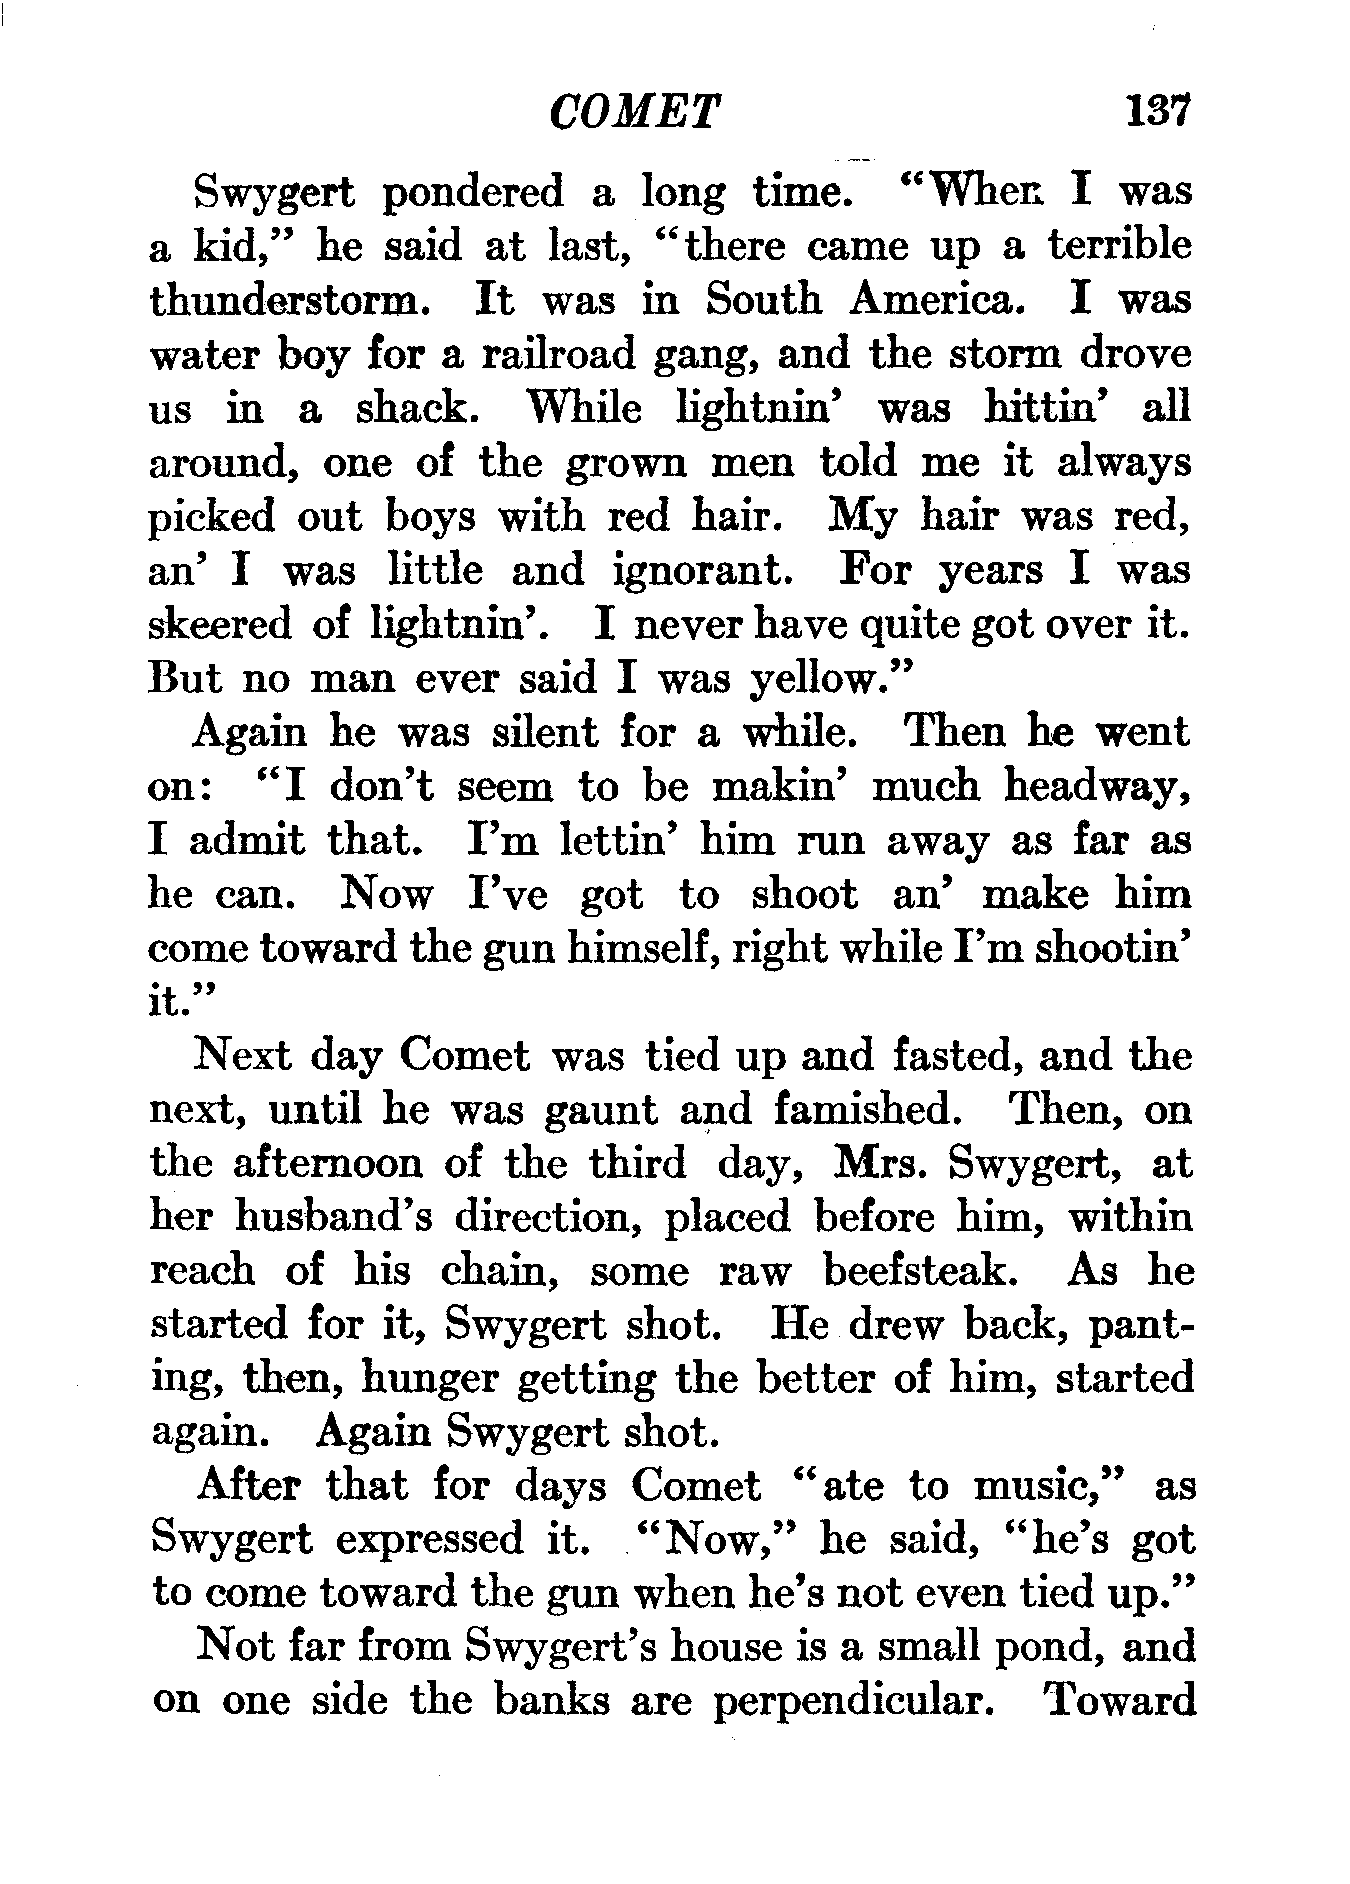 COMET 137
Swygert pondered a long time. "When I was
a kid," he said at last, "there came up a terrible
thunderstorm. It was in South America. I was
water boy for a railroad gang, and the storm drove
us in a shack. While lightnin' was hittin' all
around, one of the grown men told me it always
picked out boys with red hair. My hair was red,
an' I was little and ignorant. For years I was
skeered of lightnin'. I never have quite got over it.
But no man ever said I was yellow."
Again he was silent for a while. Then he went
on: "I don't seem to be makin' much headway,
I admit that. I'm lettin' him run away as far as
he can. Now I've got to shoot an' make him
come toward the gun himself, right while I'm shootin'
it."
Next day Comet was tied up and fasted, and the
next, until he was gaunt and famished. Then, on
the afternoon of the third day, Mrs. Swygert, at
her husband's direction, placed before him, within
reach of his chain, some raw beefsteak. As he
started for it, Swygert shot. He drew back, pant-
ing, then, hunger getting the better of him, started
again. Again Swygert shot.
After that for days Comet "ate to music," as
Swygert expressed it. "Now," he said, "he's got
to come toward the gun when he's not even tied up."
Not far from Swygert's house is a small pond, and
on one side the banks are perpendicular. Toward